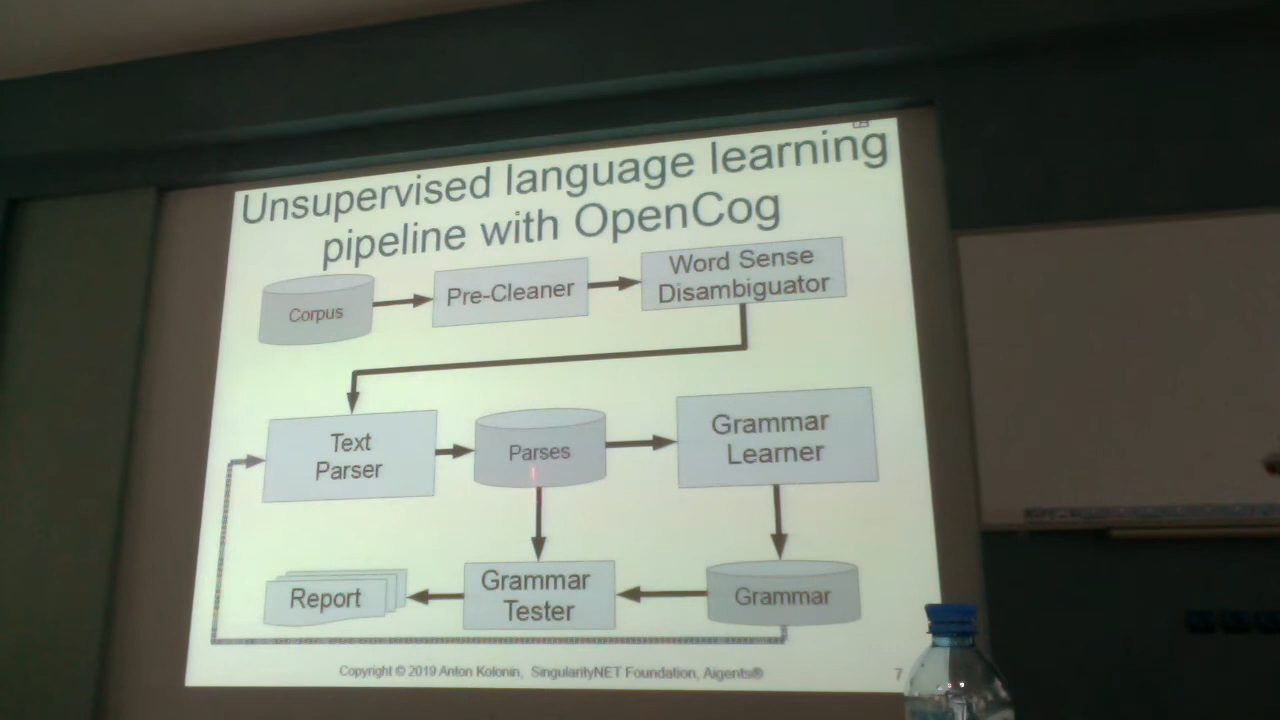 Unsupervised language learning
pipeline with OpenCog
Corpus
Pre-Cleaner
Word Sense
Disambiguator
Text
Parser
Parses
Grammar
Learner
Report
Grammar
Tester
Grammar
Copyright © 2019 Anton Kolonin, SingularityNET Foundation, Aigents®
7